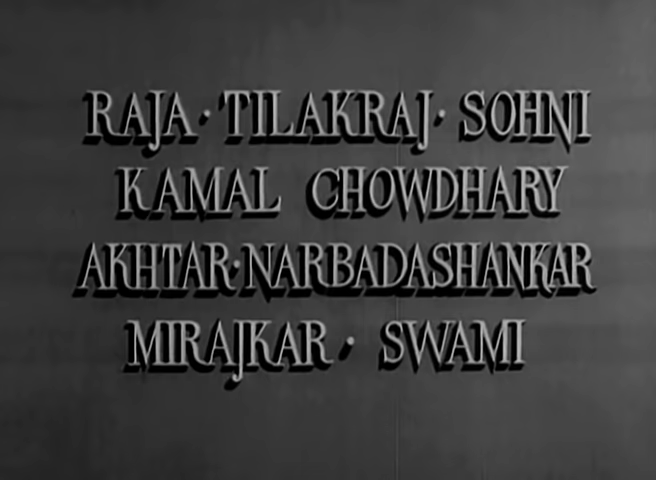 RAJA · TILAKRAJ · SOHNI
KAMAL CHOWDHARY
AKHTAR · NARBADASHANKAR
MIRAJKAR · SWAMI